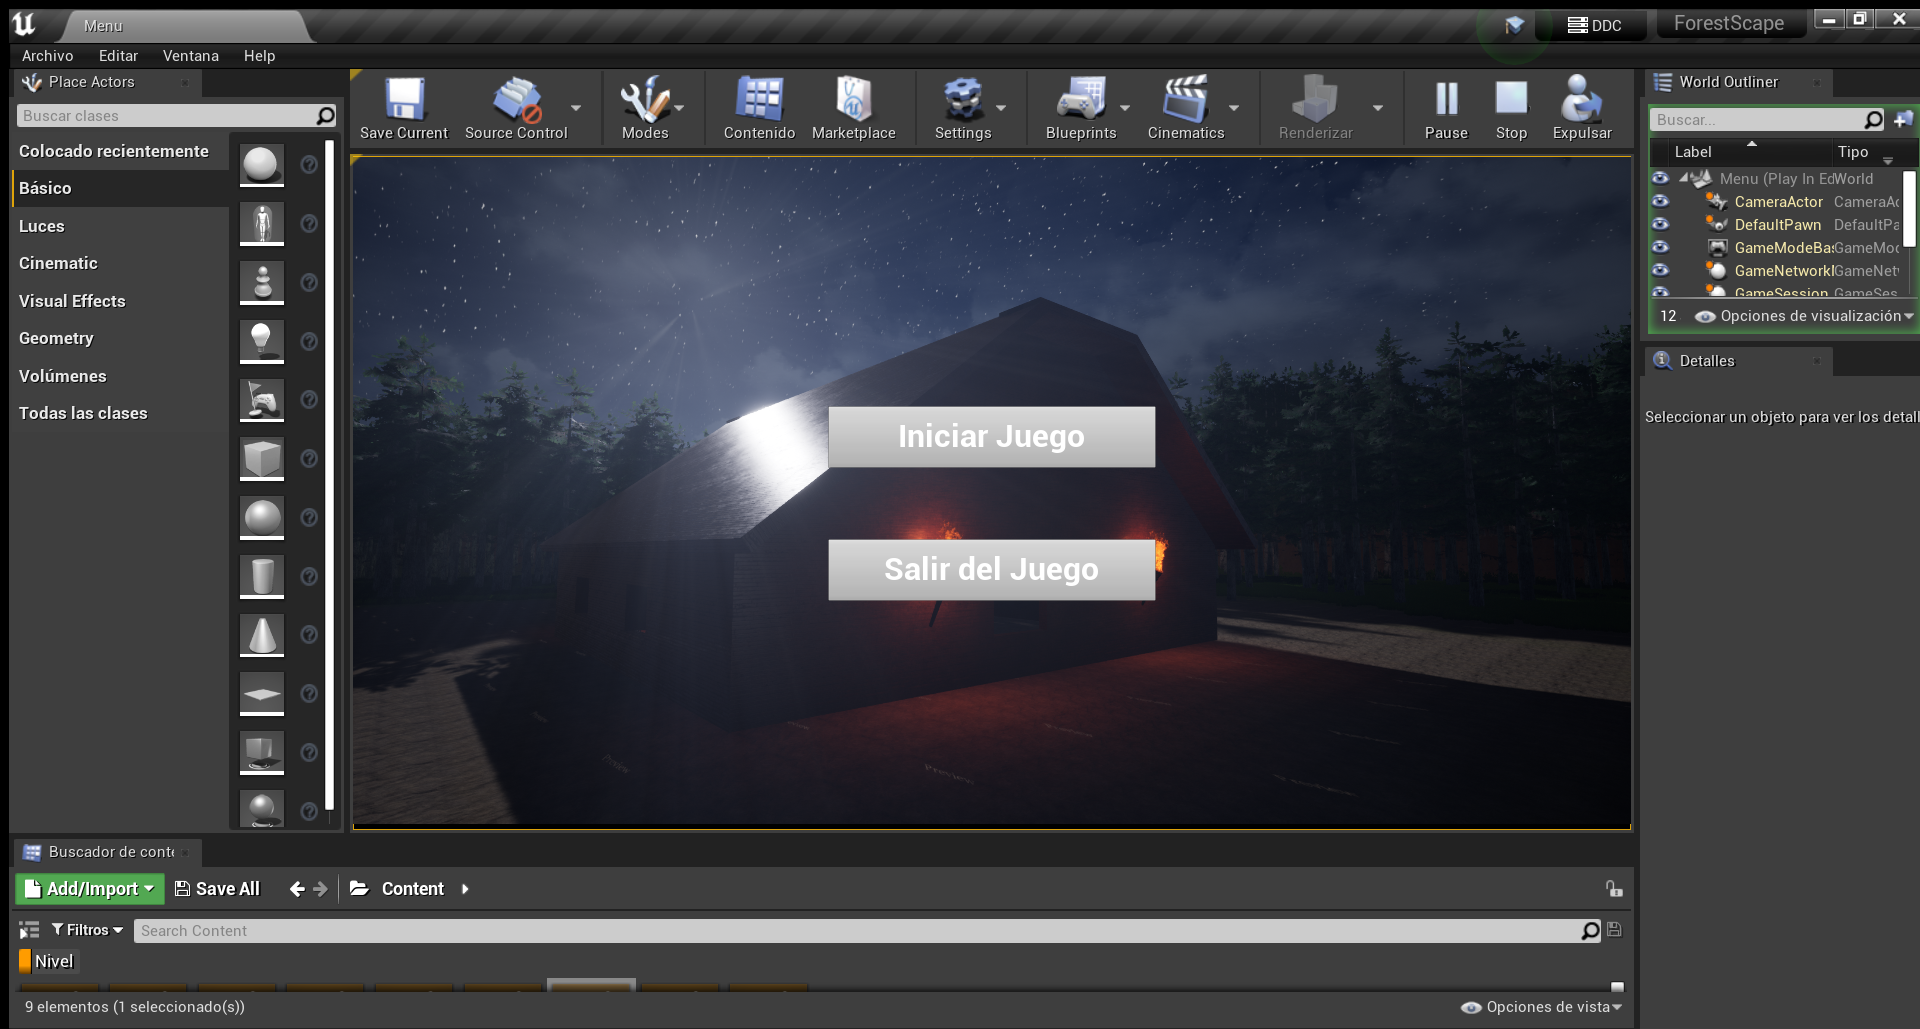 Menu
DDC
ForestScape
Archivo Editar Ventana Help
Place Actors
Buscar clases
Colocado recientemente
Básico
Luces
Cinematic
Visual Effects
Geometry
Volúmenes
Todas las clases
Save Current
Source Control
Modes
Contenido
Marketplace
Settings
Blueprints
Cinematics
Renderizar
Pause
Stop
Expulsar
Iniciar Juego
Salir del Juego
World Outliner
Buscar...
Label Tipo
Menu (Play In Ed World
CameraActor CameraAc
DefaultPawn DefaultPa
GameModeBas GameMod
GameNetworkI GameNet
GameSession GameSes
12 Opciones de visualización
Detalles
Seleccionar un objeto para ver los detall
Buscador de conte
Add/Import Save All Content
Filtros Search Content
Nivel
9 elementos (1 seleccionado(s))
Opciones de vista